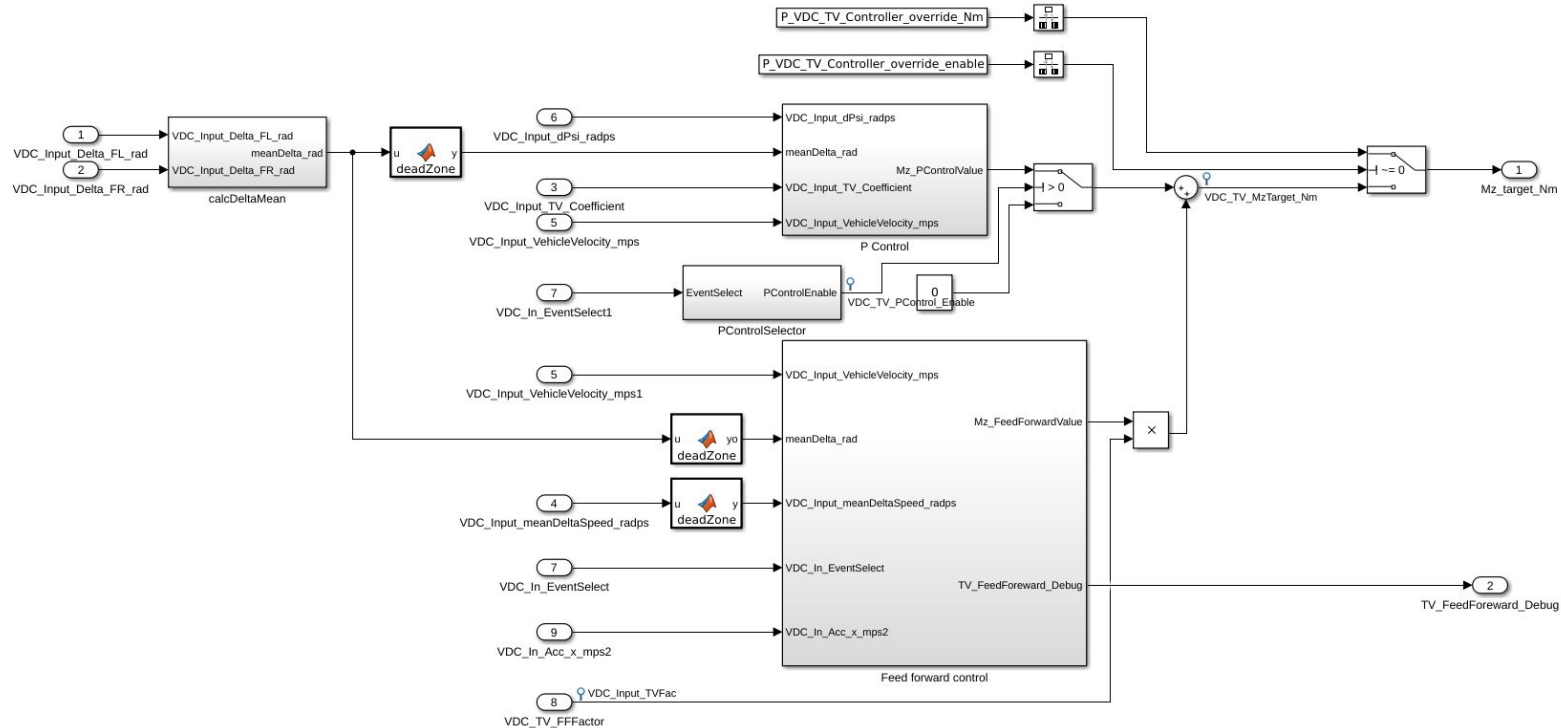 P_VDC_TV_Controller_override_Nm
P_VDC_TV_Controller_override_enable
1
VDC_Input_Delta_FL_rad
2
VDC_Input_Delta_FR_rad
VDC_Input_Delta_FL_rad
meanDelta_rad
VDC_Input_Delta_FR_rad
calcDeltaMean
u y
deadZone
6
VDC_Input_dPsi_radps
3
VDC_Input_TV_Coefficient
5
VDC_Input_VehicleVelocity_mps
VDC_Input_dPsi_radps
meanDelta_rad
Mz_PControlValue
VDC_Input_TV_Coefficient
VDC_Input_VehicleVelocity_mps
P Control
> 0
++
VDC_TV_MzTarget_Nm
~= 0
1
Mz_target_Nm
7
VDC_In_EventSelect1
EventSelect PControlEnable
PControlSelector
VDC_TV_PControl_Enable
0
5
VDC_Input_VehicleVelocity_mps1
u yo
deadZone
4
VDC_Input_meanDeltaSpeed_radps
u y
deadZone
7
VDC_In_EventSelect
9
VDC_In_Acc_x_mps2
VDC_Input_VehicleVelocity_mps
Mz_FeedForwardValue
meanDelta_rad
VDC_Input_meanDeltaSpeed_radps
VDC_In_EventSelect
TV_FeedForeward_Debug
VDC_In_Acc_x_mps2
Feed forward control
×
2
TV_FeedForeward_Debug
8
VDC_Input_TVFac
VDC_TV_FFFactor